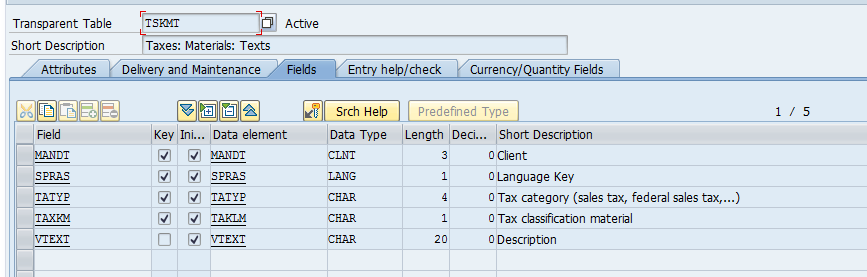 Transparent Table TSKMT Active
Short Description Taxes: Materials: Texts
Attributes Delivery and Maintenance Fields Entry help/check Currency/Quantity Fields
Srch Help Predefined Type 1 / 5
Field Key Ini... Data element Data Type Length Deci... Short Description
MANDT MANDT CLNT 3 0 Client
SPRAS SPRAS LANG 1 0 Language Key
TATYP TATYP CHAR 4 0 Tax category (sales tax, federal sales tax,...)
TAXKM TAKLM CHAR 1 0 Tax classification material
VTEXT VTEXT CHAR 20 0 Description